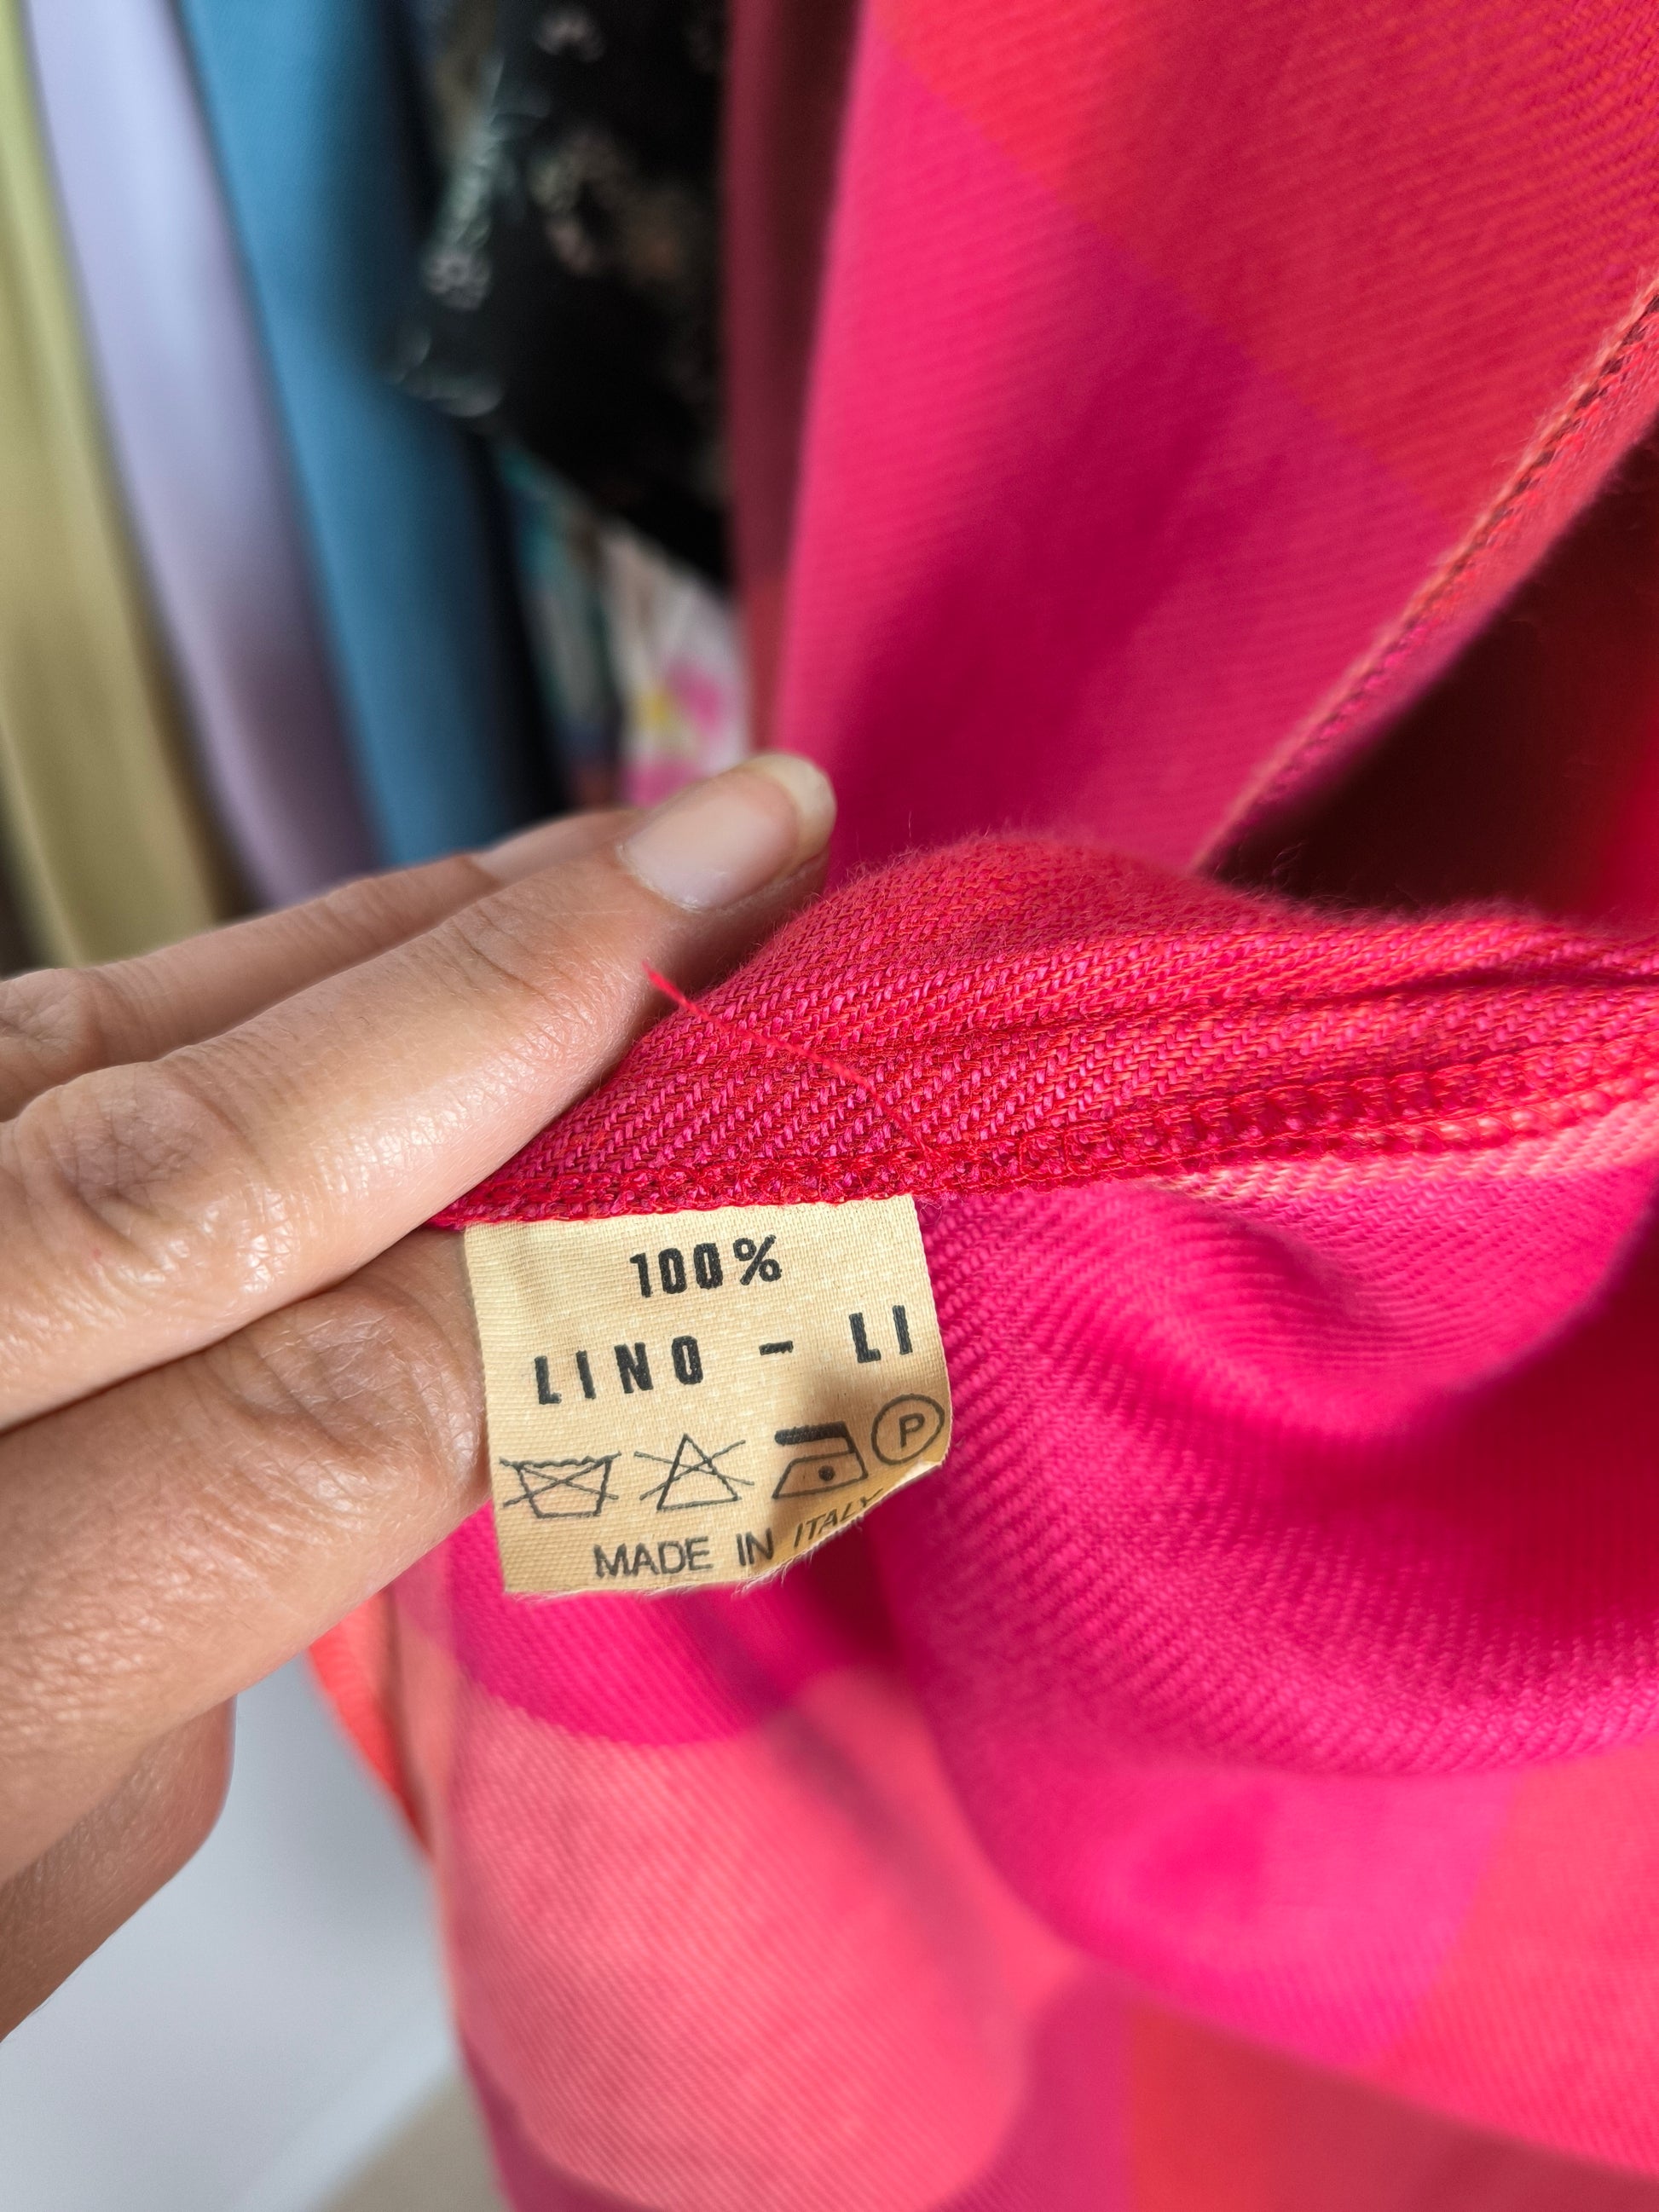 100%
LINO - LI
P
MADE IN ITALY